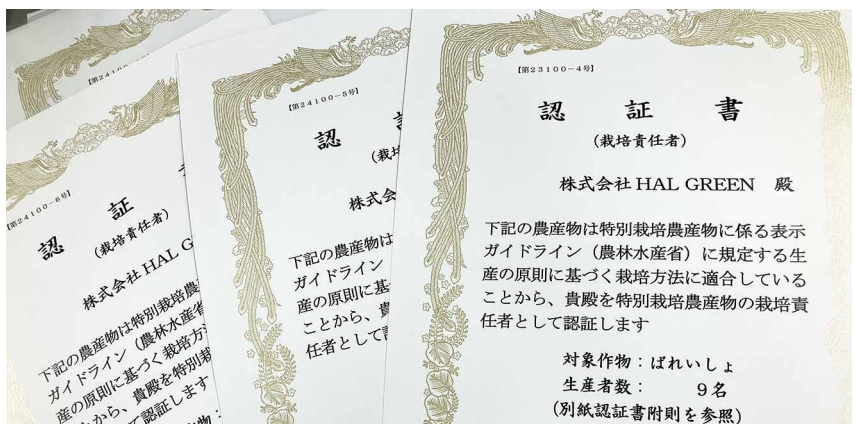 【第24100
【第24100-6号】
認 証
(栽培責任者)
株式会社 HAL G
下記の農産物は特別栽培農
ガイドライン（農林水産省
産の原則に基づく栽培方
ことから、貴殿を特別栽
認証します
【第24100-5号】
認
(栽培
株式会
下記の農産物は
ガイドライン
産の原則に基
ことから、貴
任者として
【第23100-4号】
認 証 書
(栽培責任者)
株式会社 HAL GREEN 殿
下記の農産物は特別栽培農産物に係る表示
ガイドライン（農林水産省）に規定する生
産の原則に基づく栽培方法に適合している
ことから、貴殿を特別栽培農産物の栽培責
任者として認証します
対象作物：ばれいしょ
生産者数： 9名
(別紙認証書附則を参照)